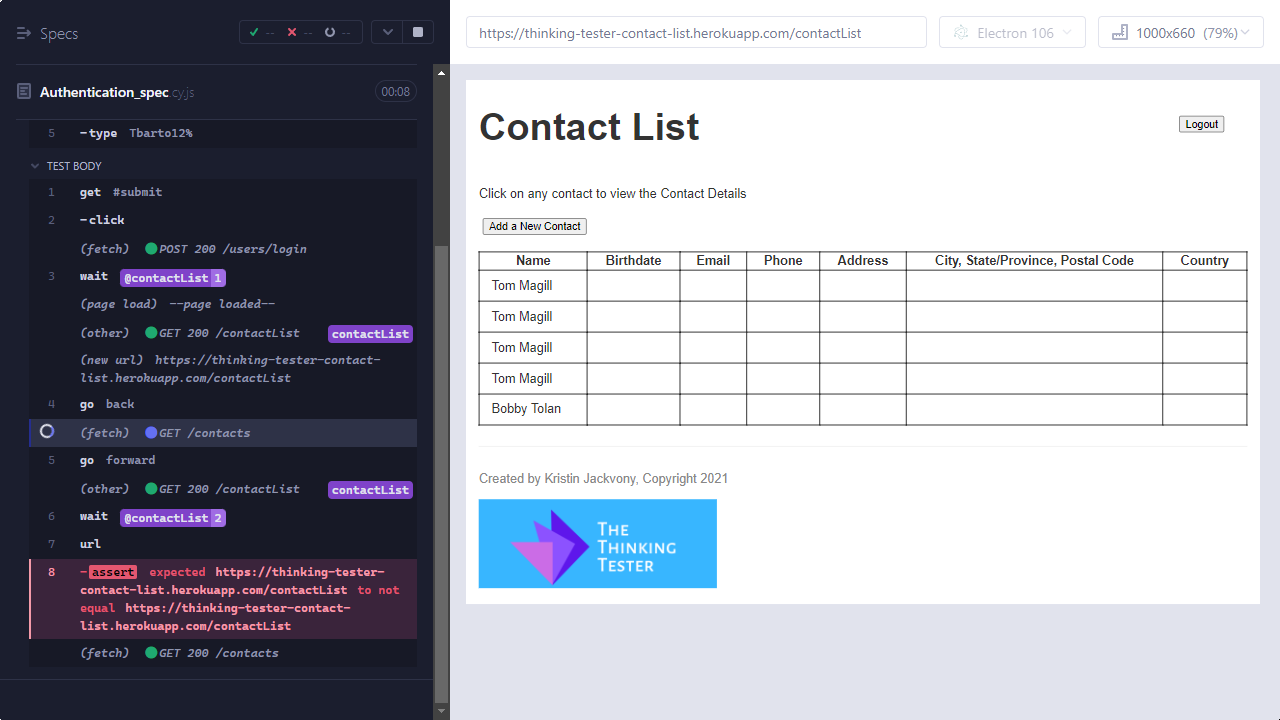 Specs
-- -- --
Authentication_spec.cy.js 00:08
5 -type Tbarto12%
TEST BODY
1 get #submit
2 -click
(fetch) POST 200 /users/login
3 wait @contactList 1
(page load) --page loaded--
(other) GET 200 /contactList contactList
(new url) https://thinking-tester-contact-
list.herokuapp.com/contactList
4 go back
(fetch) GET /contacts
5 go forward
(other) GET 200 /contactList contactList
6 wait @contactList 2
7 url
8 -assert expected https://thinking-tester-
contact-list.herokuapp.com/contactList to not
equal https://thinking-tester-contact-
list.herokuapp.com/contactList
(fetch) GET 200 /contacts
https://thinking-tester-contact-list.herokuapp.com/contactList
Electron 106
1000x660 (79%)
Contact List
Logout
Click on any contact to view the Contact Details
Add a New Contact
Name Birthdate Email Phone Address City, State/Province, Postal Code Country
Tom Magill
Tom Magill
Tom Magill
Tom Magill
Bobby Tolan
Created by Kristin Jackvony, Copyright 2021
THE
THINKING
TESTER